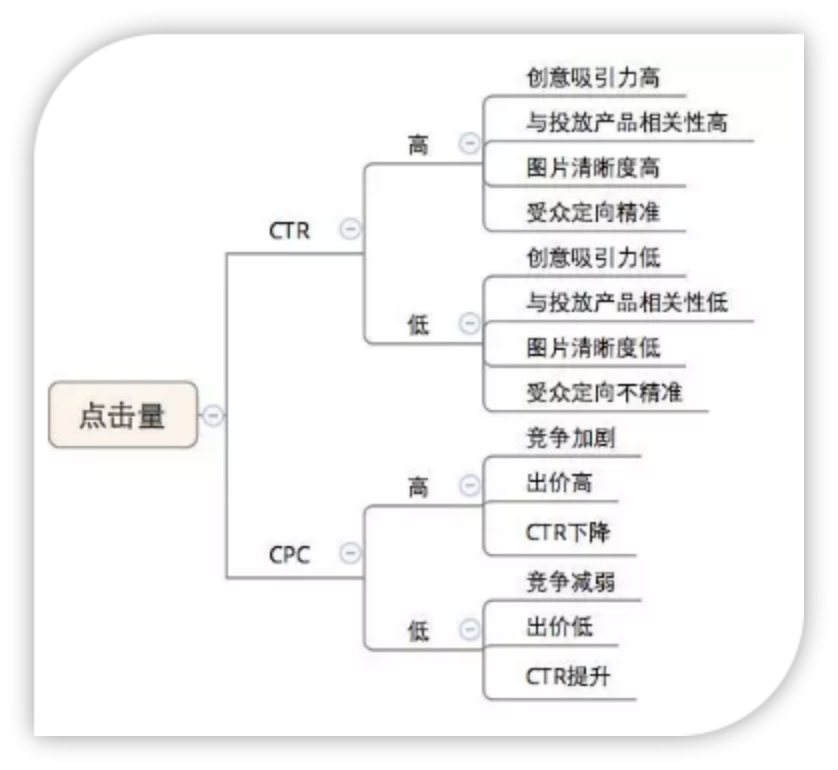 点击量
CTR
高
创意吸引力高
与投放产品相关性高
图片清晰度高
受众定向精准
低
创意吸引力低
与投放产品相关性低
图片清晰度低
受众定向不精准
CPC
高
竞争加剧
出价高
CTR下降
低
竞争减弱
出价低
CTR提升